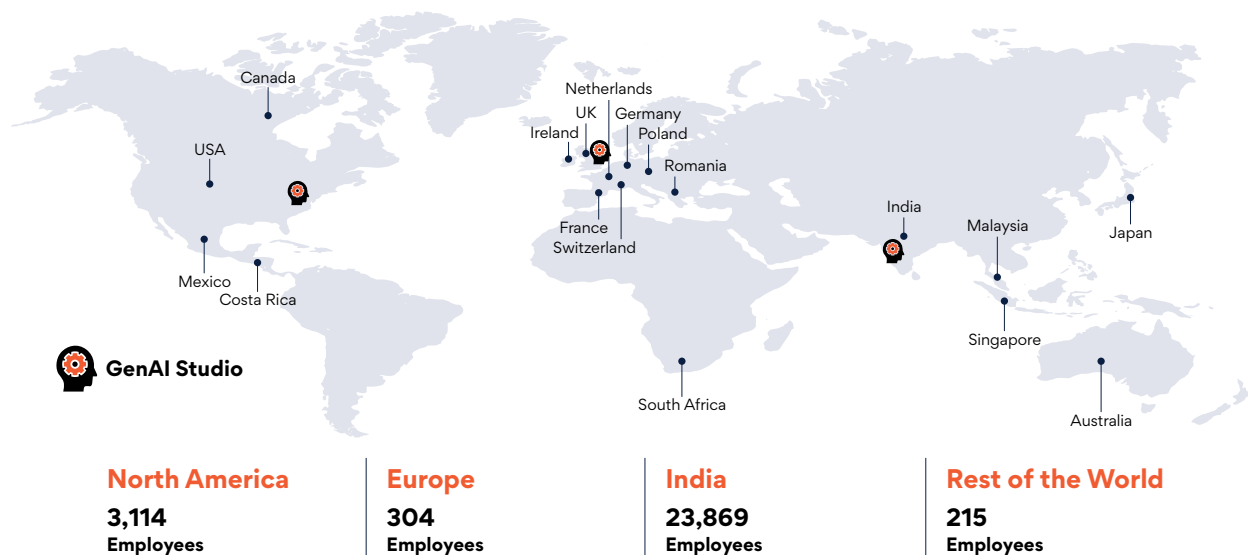 Canada
Netherlands
UK
Germany
Ireland
Poland
USA
Romania
India
Malaysia
France
Japan
Switzerland
Mexico
Costa Rica
Singapore
GenAI Studio
South Africa
Australia
North America
3,114
Employees
Europe
304
Employees
India
23,869
Employees
Rest of the World
215
Employees